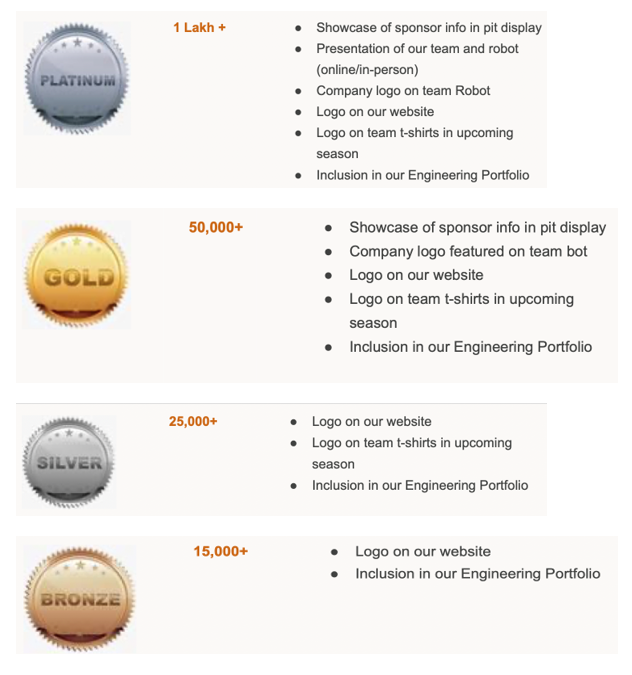 PLATINUM
1 Lakh +
● Showcase of sponsor info in pit display
● Presentation of our team and robot
(online/in-person)
● Company logo on team Robot
● Logo on our website
● Logo on team t-shirts in upcoming
season
● Inclusion in our Engineering Portfolio
GOLD
50,000+
● Showcase of sponsor info in pit display
● Company logo featured on team bot
● Logo on our website
● Logo on team t-shirts in upcoming
season
● Inclusion in our Engineering Portfolio
SILVER
25,000+
● Logo on our website
● Logo on team t-shirts in upcoming
season
● Inclusion in our Engineering Portfolio
BRONZE
15,000+
● Logo on our website
● Inclusion in our Engineering Portfolio